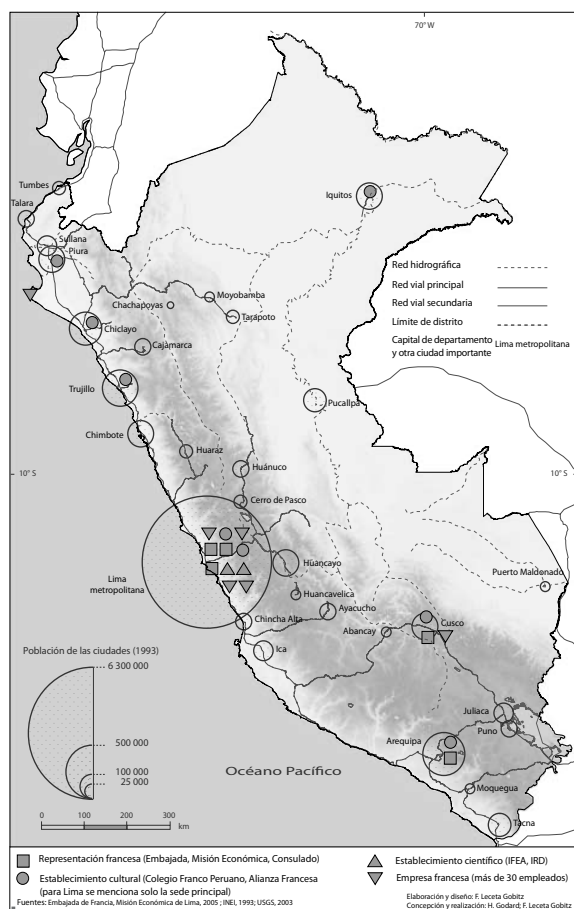 70° W
Tumbes
Talara
Sullana
Piura
Iquitos
Red hidrográfica
Red vial principal
Red vial secundaria
Límite de distrito
Capital de departamento
y otra ciudad importante
Lima metropolitana
Moyobamba
Chachapoyas
Tarapoto
Chiclayo
Cajamarca
Trujillo
Pucallpa
Chimbote
Huaraz
Huánuco
10° S
10° S
Cerro de Pasco
Lima
metropolitana
Huancayo
Puerto Maldonado
Huancavelica
Ayacucho
Chincha Alta
Abancay
Cusco
Ica
Población de las ciudades (1993)
6 300 000
500 000
100 000
25 000
0 100 200 300
km
Juliaca
Puno
Arequipa
Océano Pacífico
Moquegua
Tacna
Representación francesa (Embajada, Misión Económica, Consulado)
Establecimiento cultural (Colegio Franco Peruano, Alianza Francesa
(para Lima se menciona solo la sede principal)
Establecimiento científico (IFEA, IRD)
Empresa francesa (mas de 30 empleados)
Fuentes: Embajada de Francia, Misión Económica de Lima, 2005 ; INEI, 1993; USGS, 2003
Elaboración y diseño: F. Leceta Gobitz
Concepción y realización: H. Godard; F. Leceta Gobitz